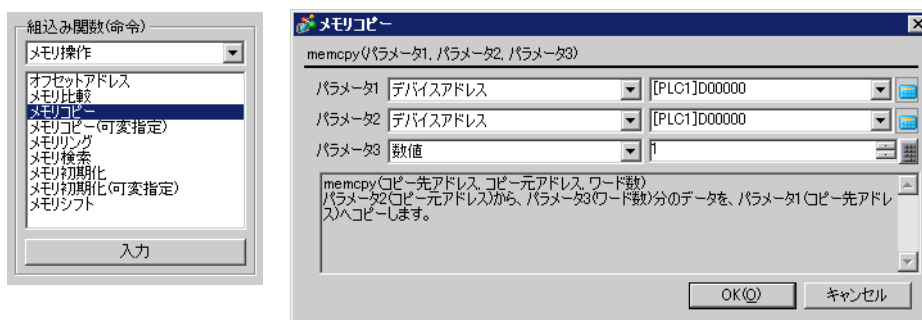 組込み関数(命令)
メモリ操作
オフセットアドレス
メモリ比較
メモリコピー
メモリコピー(可変指定)
メモリリング
メモリ検索
メモリ初期化
メモリ初期化(可変指定)
メモリシフト
入力
メモリコピー
memcpy(パラメータ1, パラメータ2, パラメータ3)
パラメータ1 デバイスアドレス [PLC1]D00000
パラメータ2 デバイスアドレス [PLC1]D00000
パラメータ3 数値 1
memcpy(コピー先アドレス, コピー元アドレス, ワード数)
パラメータ2(コピー元アドレス)から、パラメータ3(ワード数)分のデータを、パラメータ1(コピー先アドレ
ス)へコピーします。
OK(O) キャンセル